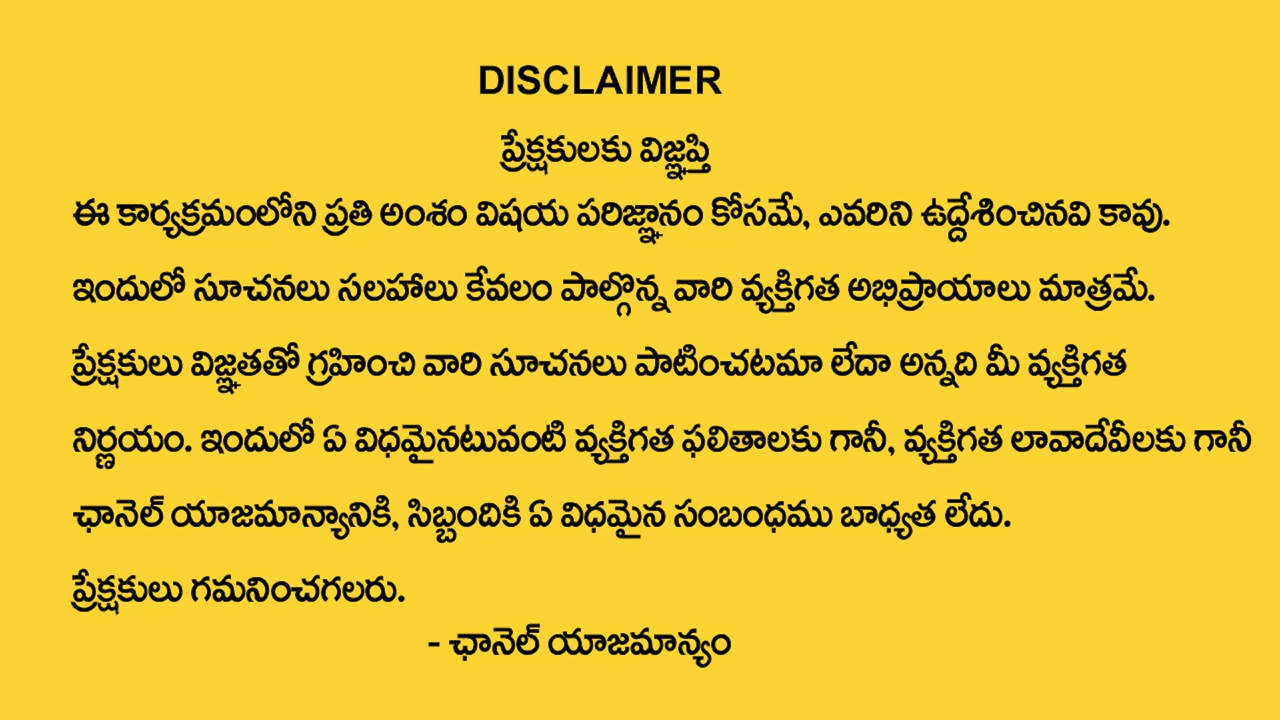 DISCLAIMER
ప్రేక్షకులకు విజ్ఞప్తి
ఈ కార్యక్రమంలోని ప్రతి అంశం విషయ పరిజ్ఞానం కోసమే, ఎవరిని ఉద్దేశించినవి కావు.
ఇందులో సూచనలు సలహాలు కేవలం పాల్గొన్న వారి వ్యక్తిగత అభిప్రాయాలు మాత్రమే.
ప్రేక్షకులు విజ్ఞతతో గ్రహించి వారి సూచనలు పాటించటమా లేదా అన్నది మీ వ్యక్తిగత
నిర్ణయం. ఇందులో ఏ విధమైనటువంటి వ్యక్తిగత ఫలితాలకు గానీ, వ్యక్తిగత లావాదేవీలకు గానీ
ఛానెల్ యాజమాన్యానికి, సిబ్బందికి ఏ విధమైన సంబంధము బాధ్యత లేదు.
ప్రేక్షకులు గమనించగలరు.
- ఛానెల్ యాజమాన్యం